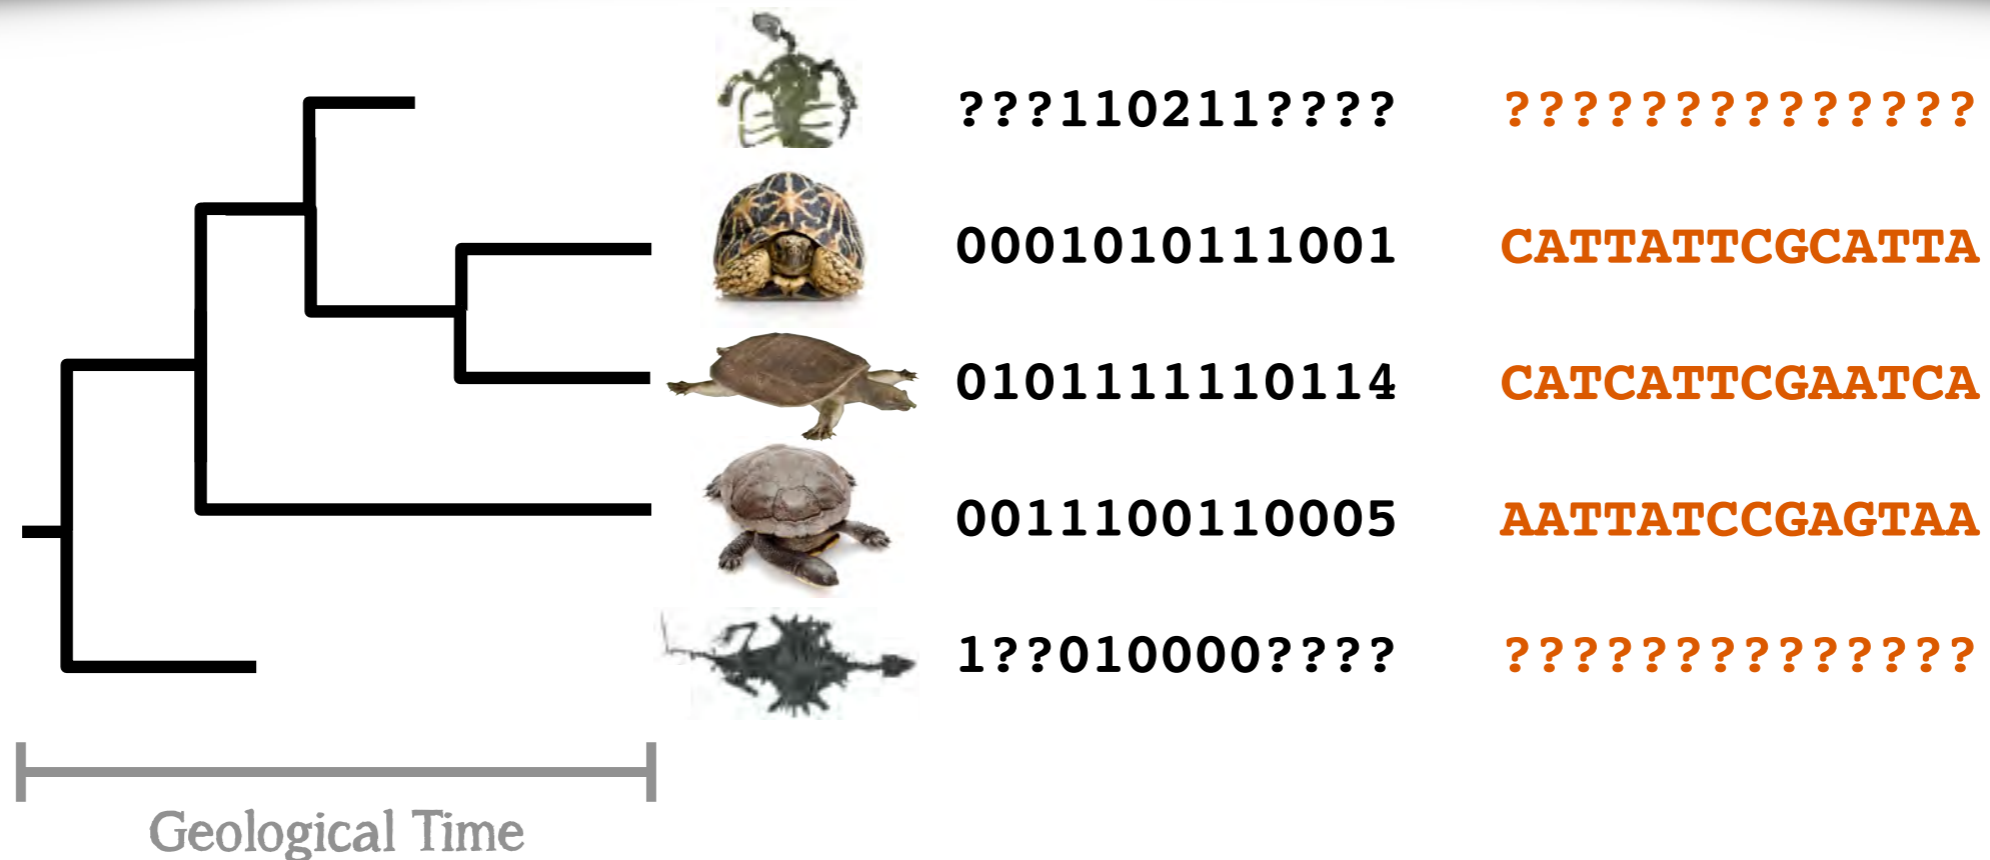 ???110211???? ??????????????
0001010111001 CATTATTCGCATTA
0101111110114 CATCATTCGAATCA
0011100110005 AATTATCCGAGTAA
1??010000???? ??????????????
Geological Time